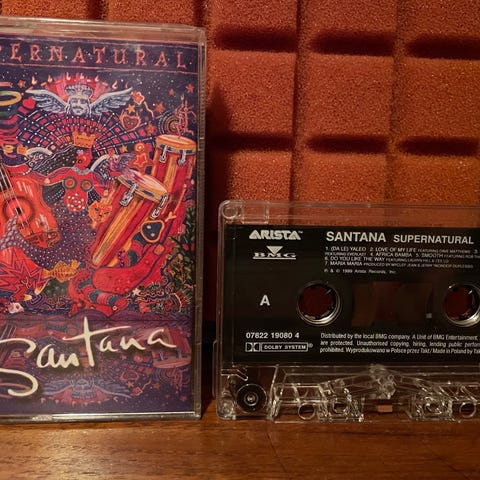 PERNATURAL
Santana
ARISTA™
BMG
SANTANA SUPERNATURAL
1. (DA LE) YALEO 2. LOVE OF MY LIFE FEATURING DAVE MATTHEWS 3.
FEATURING EVERLAST 4. AFRICA BAMBA 5. SMOOTH FEATURING ROB TH
6. DO YOU LIKE THE WAY FEATURING LAURYN HILL & CEE LO
7. MARIA MARIA PRODUCED BY WYCLEF JEAN & JERRY "WONDER" DUPLESSIS
℗ & © 1999 Arista Records, Inc.
A
07822 19080 4
DOLBY SYSTEM®
Distributed by the local BMG company. A Unit of BMG Entertainment.
are protected. Unauthorised copying, hiring, lending public perfor
prohibited. Wyprodukowano w Polsce przez Takt / Made in Poland by Tak